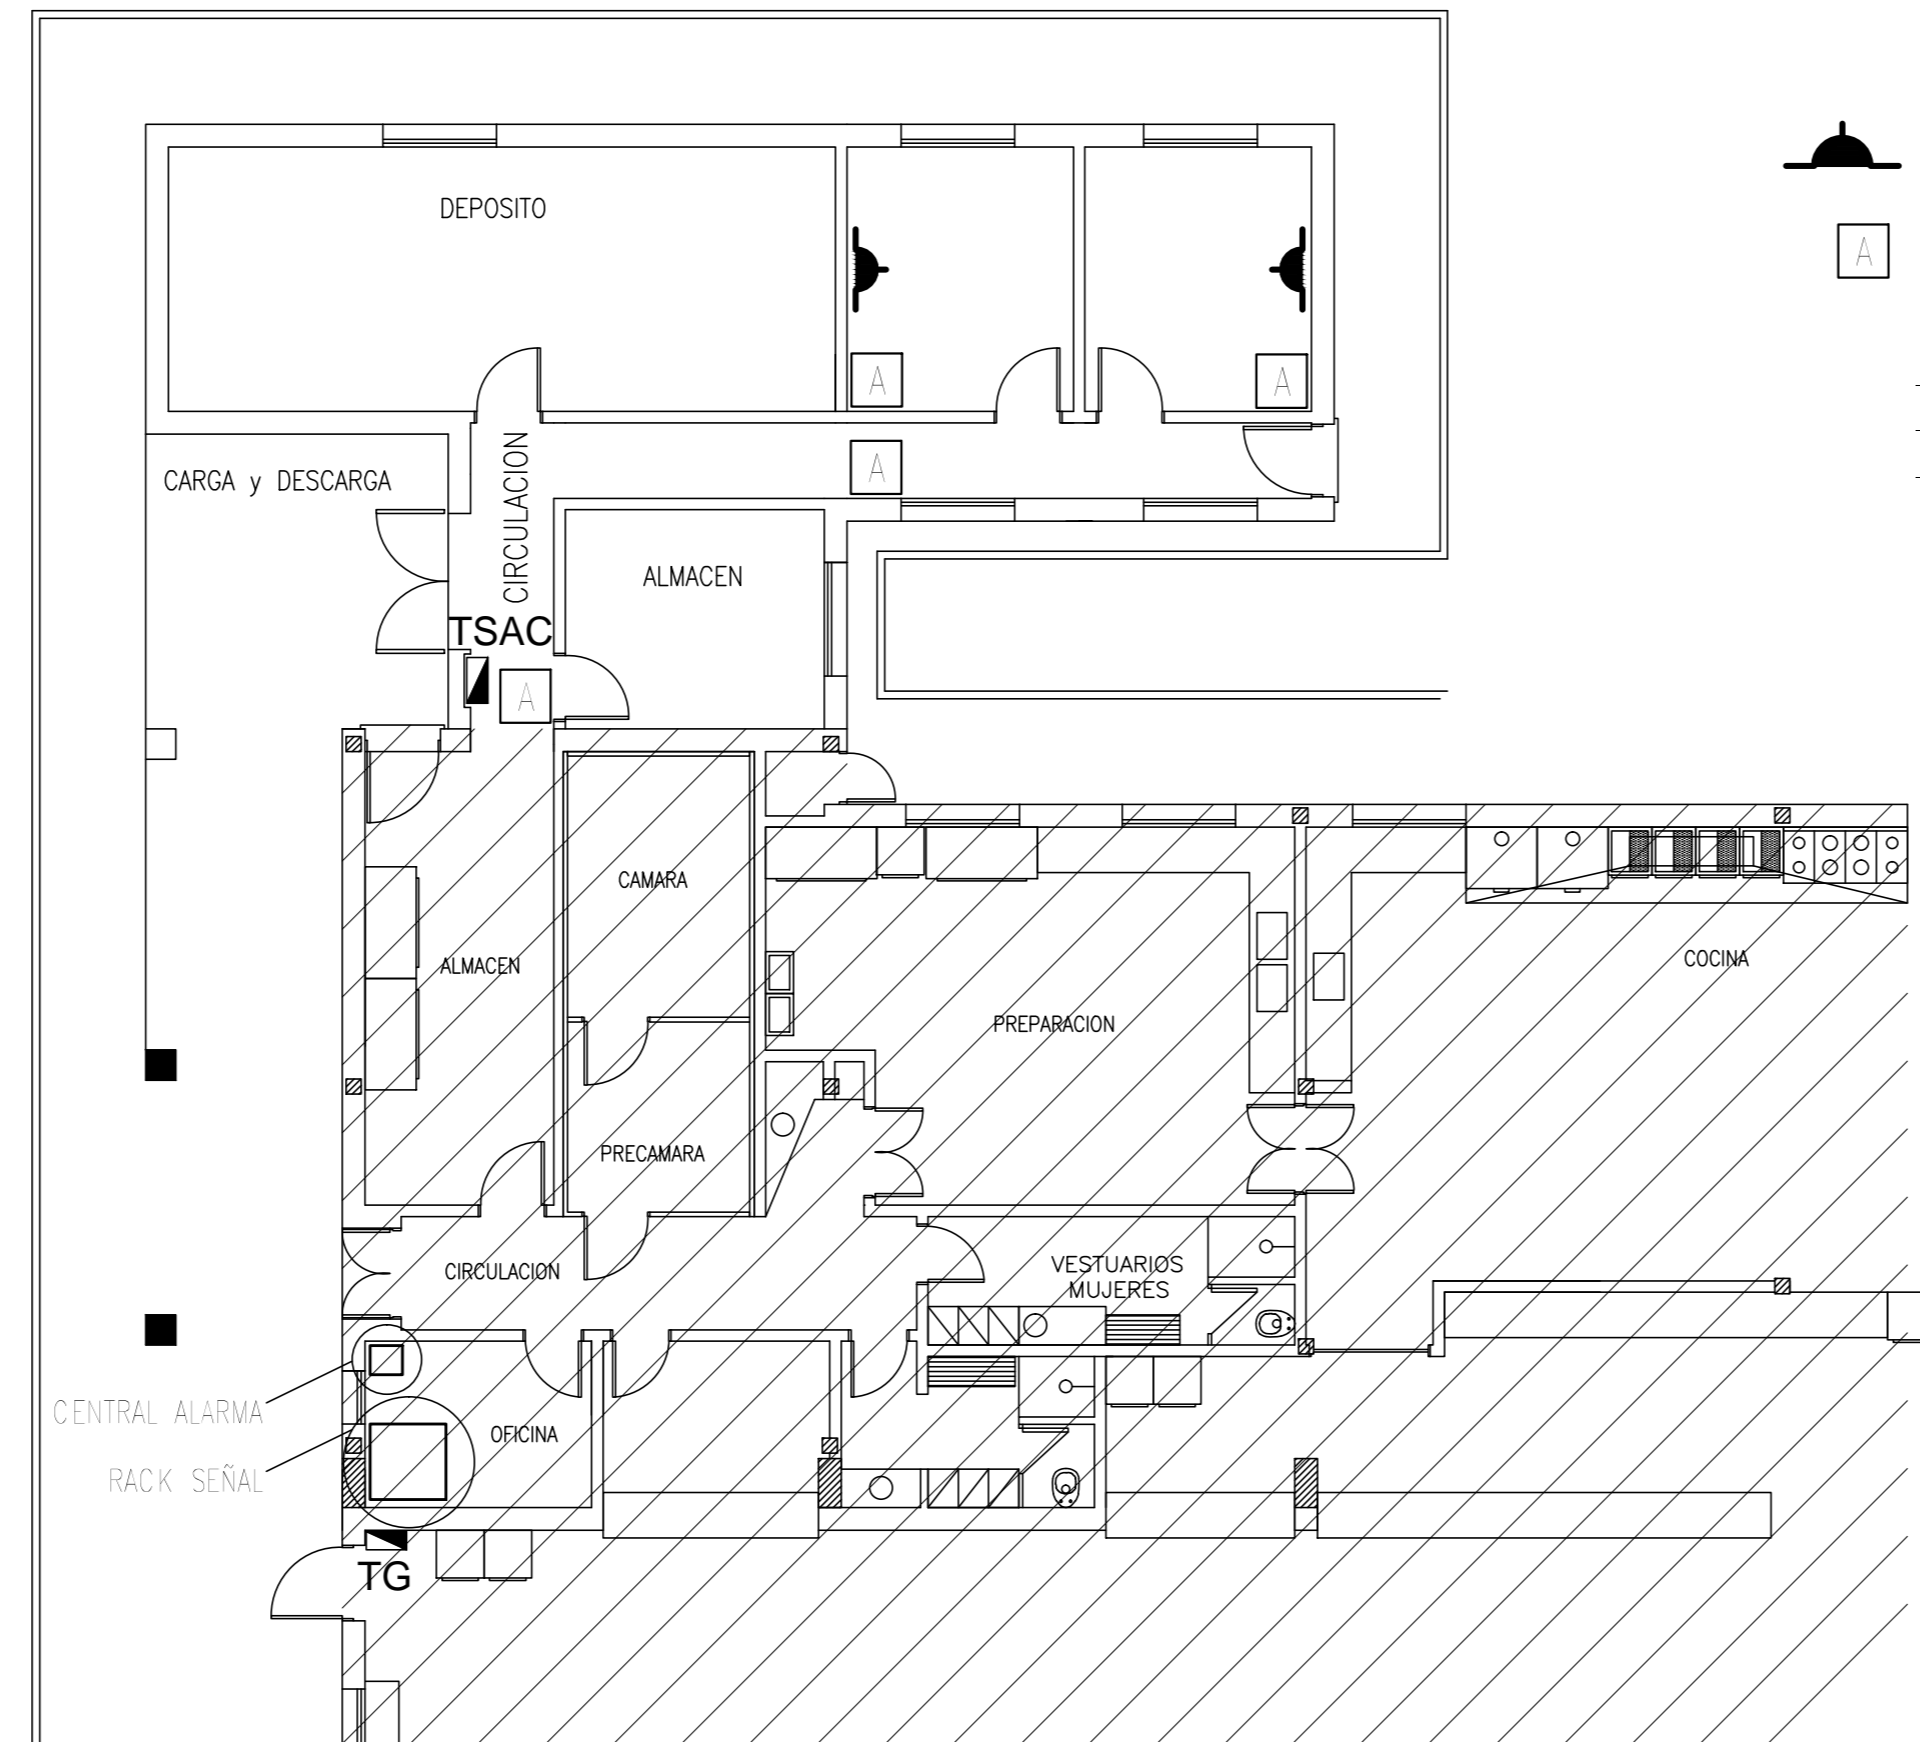 DEPOSITO
A
A
A
CIRCULACION
A
CARGA y DESCARGA
ALMACEN
TSAC
A
CAMARA
ALMACEN
COCINA
PREPARACION
PRECAMARA
CIRCULACION
VESTUARIOS
MUJERES
CENTRAL ALARMA
OFICINA
RACK SEÑAL
TG